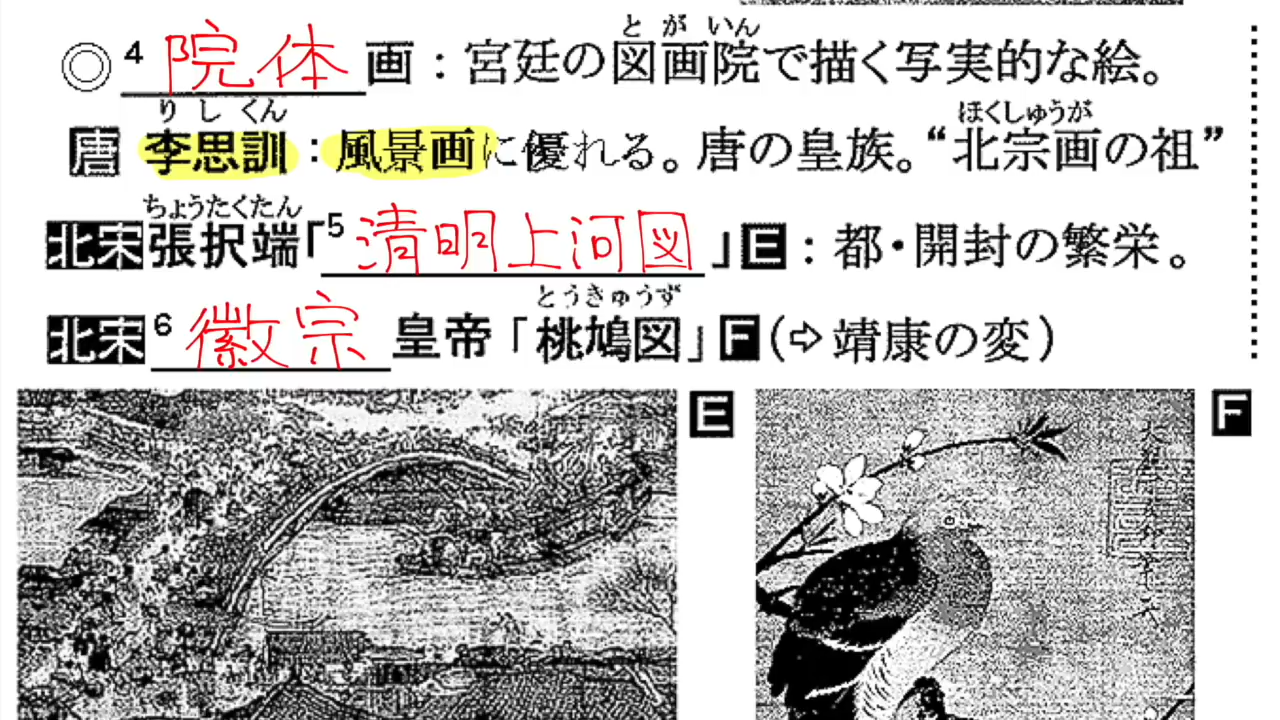 とがいん
◎ 4 院体画：宮廷の図画院で描く写実的な絵。
りしくん ほくしゅうが
唐 李思訓：風景画に優れる。唐の皇族。“北宗画の祖”
ちょうたくたん
北宋 張択端「5 清明上河図」E：都・開封の繁栄。
とうきゅうず
北宋 6 徽宗 皇帝「桃鳩図」F(⇨靖康の変)
E
F